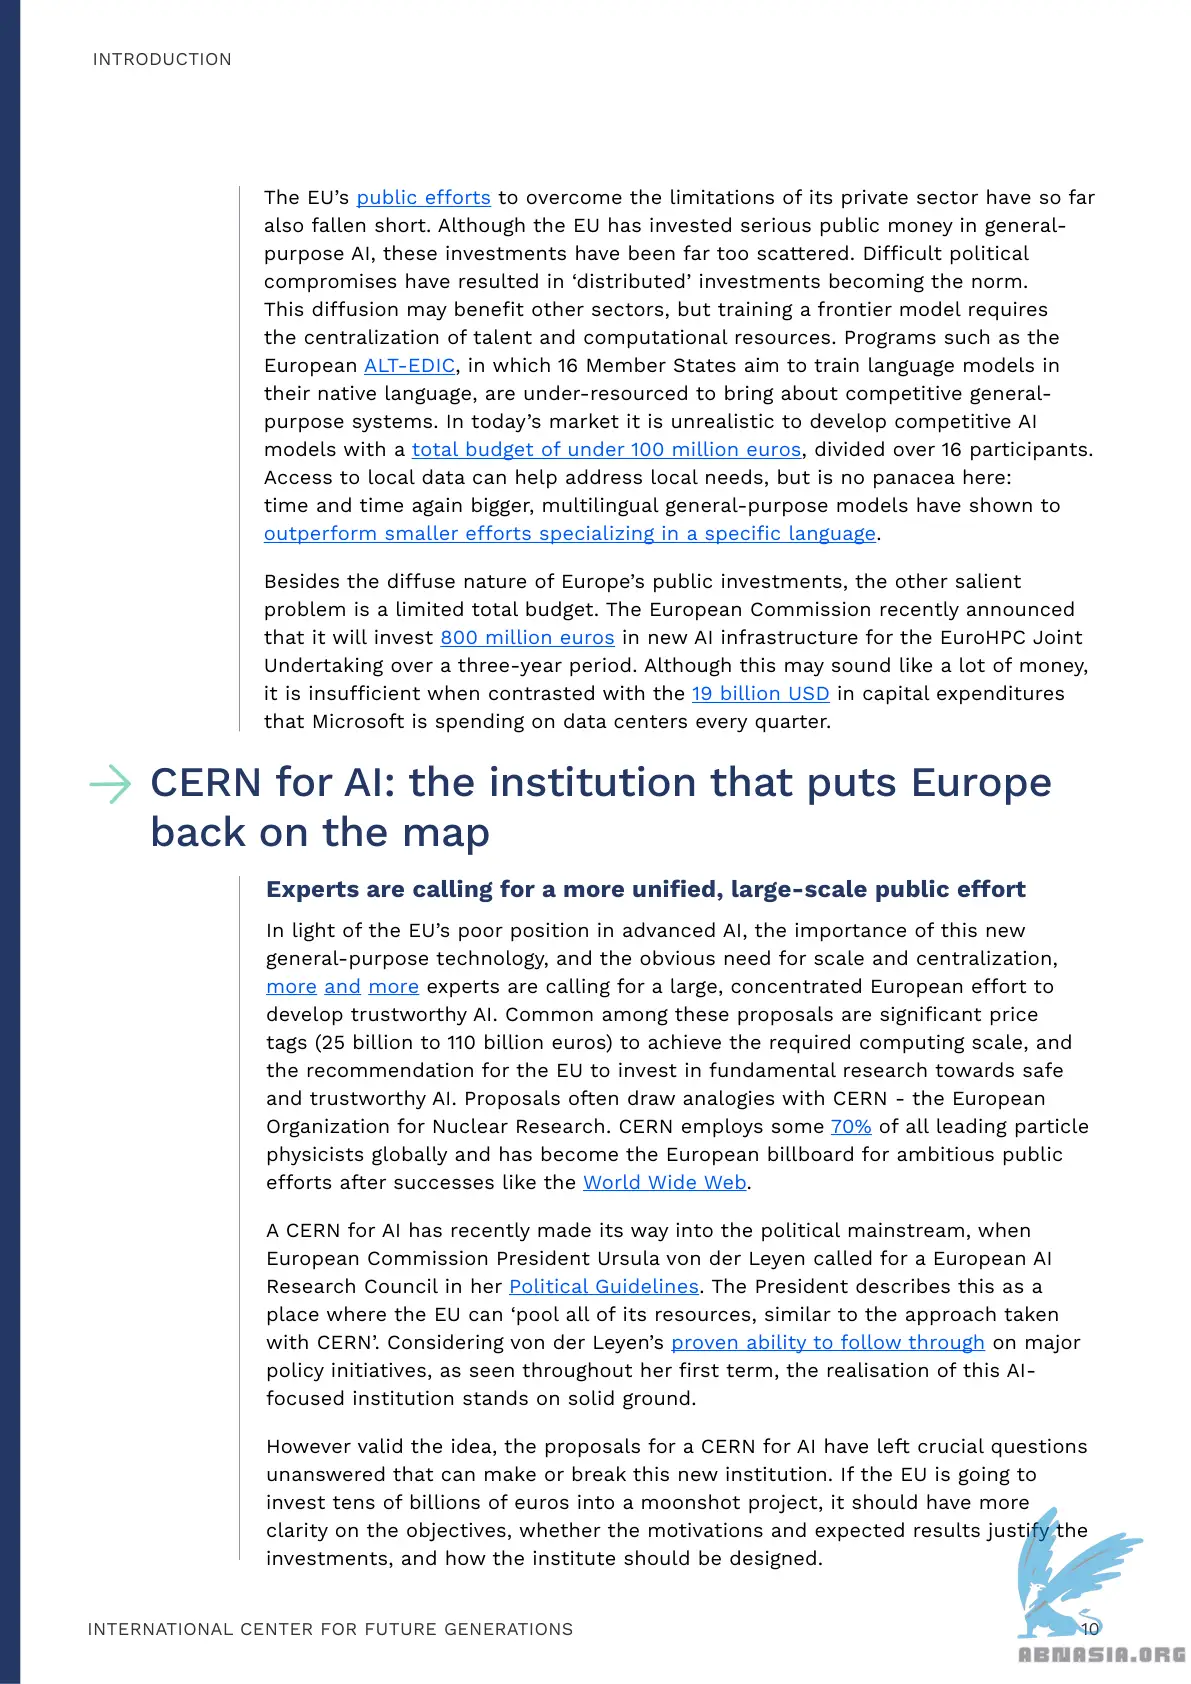 INTRODUCTION
The EU’s public efforts to overcome the limitations of its private sector have so far
also fallen short. Although the EU has invested serious public money in general-
purpose AI, these investments have been far too scattered. Difficult political
compromises have resulted in ‘distributed’ investments becoming the norm.
This diffusion may benefit other sectors, but training a frontier model requires
the centralization of talent and computational resources. Programs such as the
European ALT-EDIC, in which 16 Member States aim to train language models in
their native language, are under-resourced to bring about competitive general-
purpose systems. In today’s market it is unrealistic to develop competitive AI
models with a total budget of under 100 million euros, divided over 16 participants.
Access to local data can help address local needs, but is no panacea here:
time and time again bigger, multilingual general-purpose models have shown to
outperform smaller efforts specializing in a specific language.
Besides the diffuse nature of Europe’s public investments, the other salient
problem is a limited total budget. The European Commission recently announced
that it will invest 800 million euros in new AI infrastructure for the EuroHPC Joint
Undertaking over a three-year period. Although this may sound like a lot of money,
it is insufficient when contrasted with the 19 billion USD in capital expenditures
that Microsoft is spending on data centers every quarter.
CERN for AI: the institution that puts Europe
back on the map
Experts are calling for a more unified, large-scale public effort
In light of the EU’s poor position in advanced AI, the importance of this new
general-purpose technology, and the obvious need for scale and centralization,
more and more experts are calling for a large, concentrated European effort to
develop trustworthy AI. Common among these proposals are significant price
tags (25 billion to 110 billion euros) to achieve the required computing scale, and
the recommendation for the EU to invest in fundamental research towards safe
and trustworthy AI. Proposals often draw analogies with CERN - the European
Organization for Nuclear Research. CERN employs some 70% of all leading particle
physicists globally and has become the European billboard for ambitious public
efforts after successes like the World Wide Web.
A CERN for AI has recently made its way into the political mainstream, when
European Commission President Ursula von der Leyen called for a European AI
Research Council in her Political Guidelines. The President describes this as a
place where the EU can ‘pool all of its resources, similar to the approach taken
with CERN’. Considering von der Leyen’s proven ability to follow through on major
policy initiatives, as seen throughout her first term, the realisation of this AI-
focused institution stands on solid ground.
However valid the idea, the proposals for a CERN for AI have left crucial questions
unanswered that can make or break this new institution. If the EU is going to
invest tens of billions of euros into a moonshot project, it should have more
clarity on the objectives, whether the motivations and expected results justify the
investments, and how the institute should be designed.
INTERNATIONAL CENTER FOR FUTURE GENERATIONS
10
ABNASIA.ORG